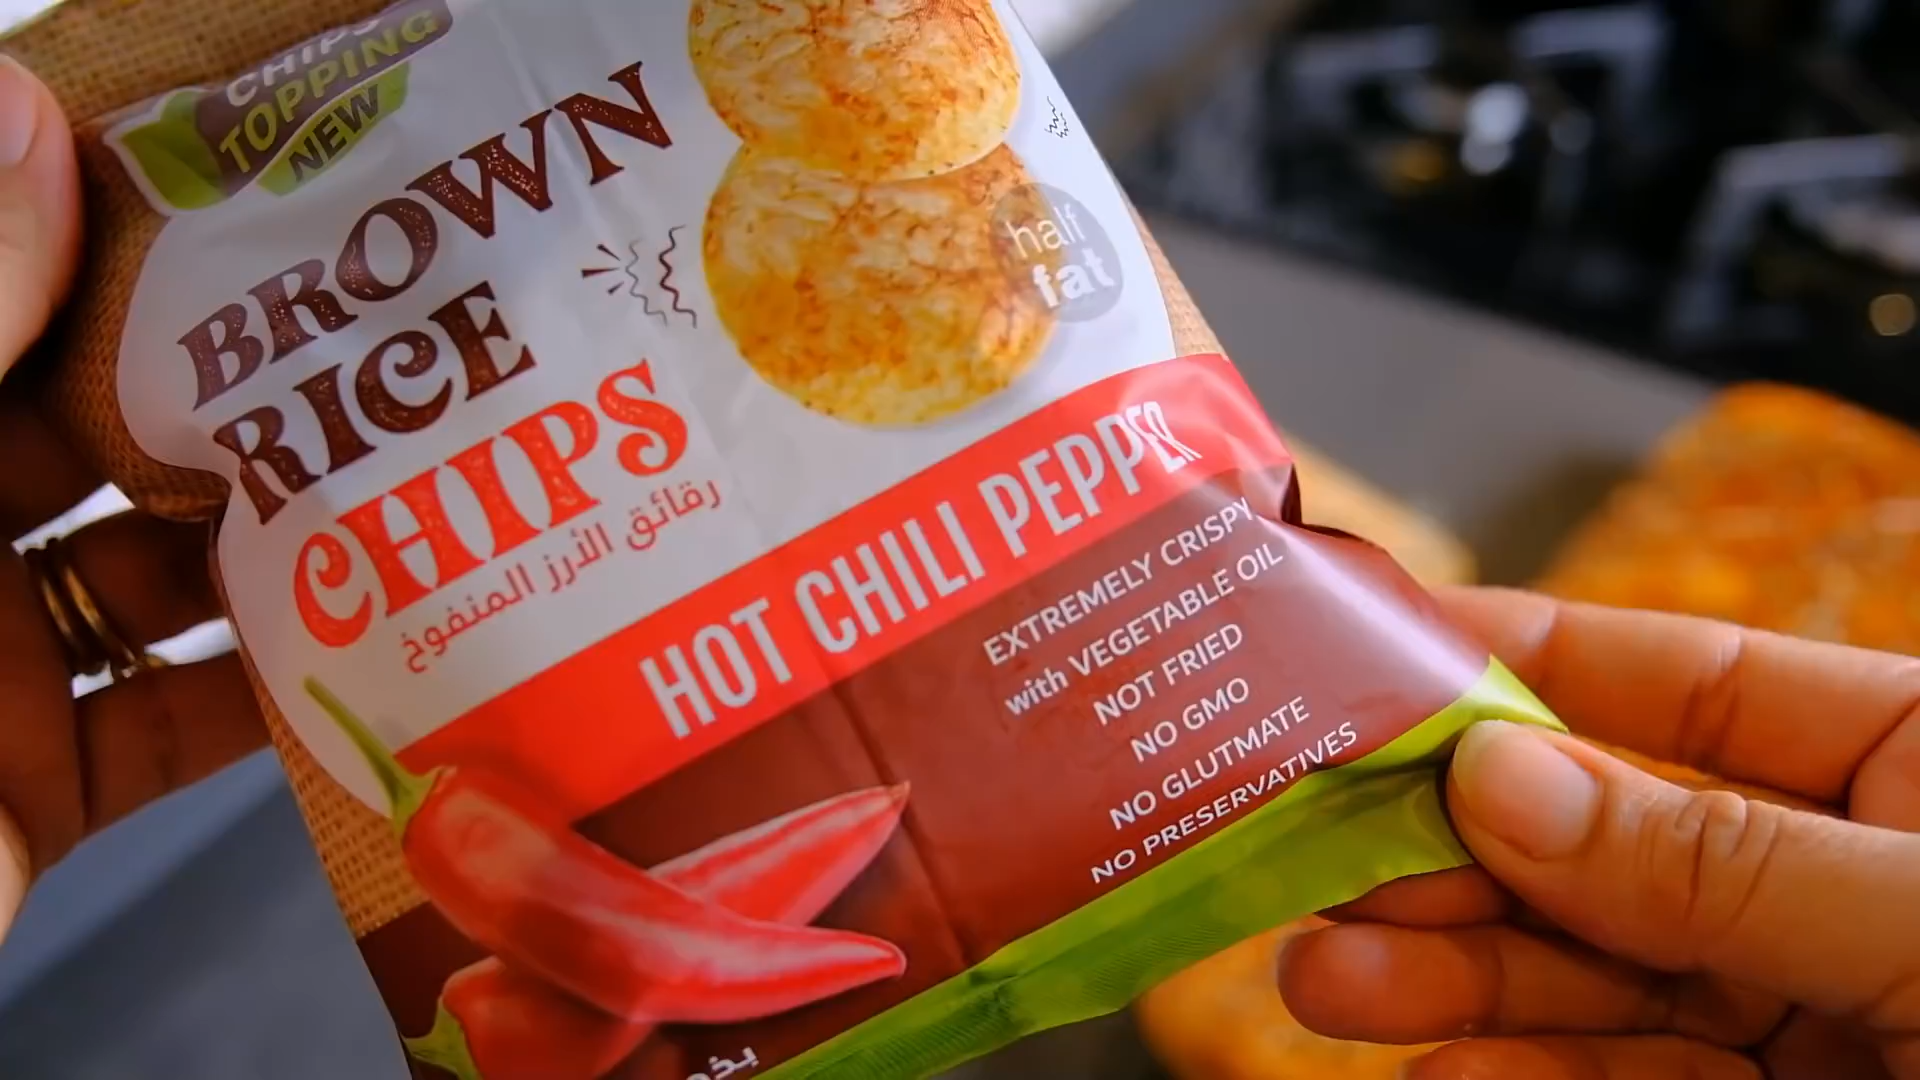 CHIPS
TOPPING
NEW
BROWN
RICE
CHIPS
رقائق الأرز المنفوخ
half
fat
HOT CHILI PEPPER
EXTREMELY CRISPY
with VEGETABLE OIL
NOT FRIED
NO GMO
NO GLUTMATE
NO PRESERVATIVES